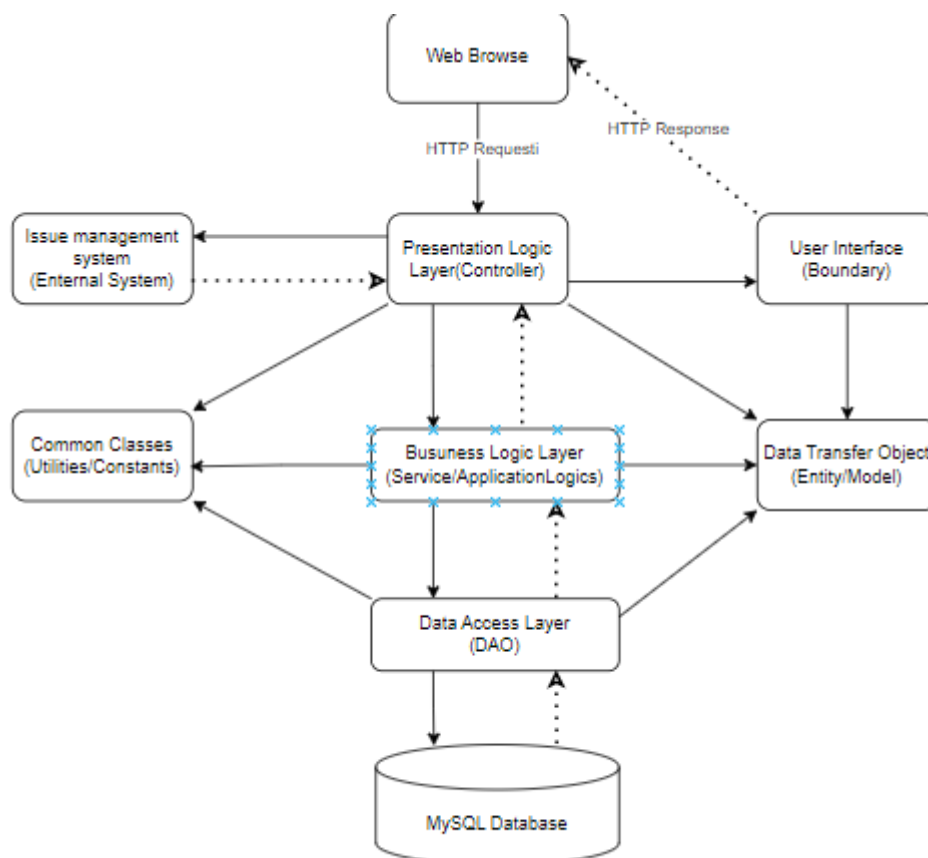 Web Browse
HTTP Response
HTTP Requesti
Issue management
system
(Enternal System)
Presentation Logic
Layer(Controller)
User Interface
(Boundary)
Common Classes
(Utilities/Constants)
Busuness Logic Layer
(Service/ApplicationLogics)
Data Transfer Object
(Entity/Model)
Data Access Layer
(DAO)
MySQL Database